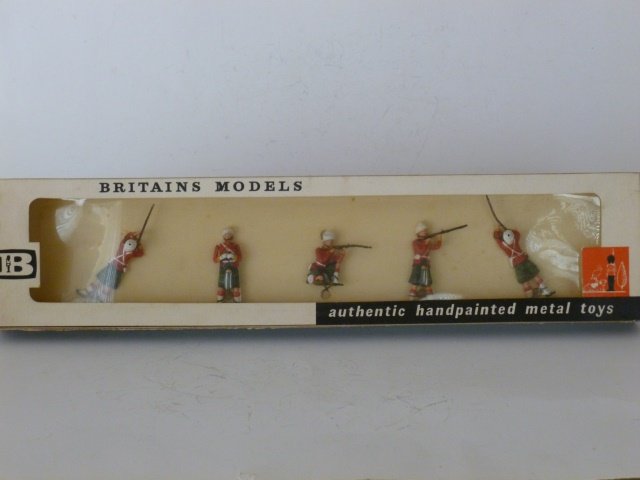 BRITAINS MODELS
B
authentic handpainted metal toys